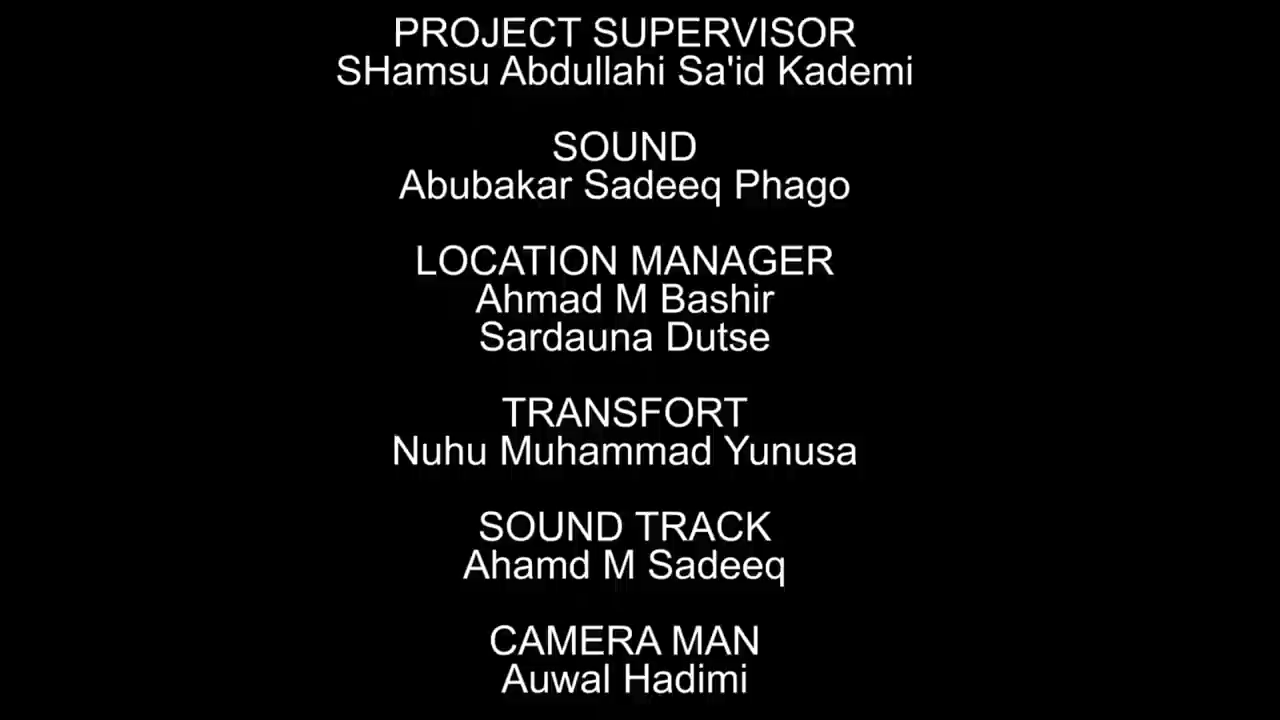 PROJECT SUPERVISOR
SHamsu Abdullahi Sa'id Kademi
SOUND
Abubakar Sadeeq Phago
LOCATION MANAGER
Ahmad M Bashir
Sardauna Dutse
TRANSFORT
Nuhu Muhammad Yunusa
SOUND TRACK
Ahamd M Sadeeq
CAMERA MAN
Auwal Hadimi